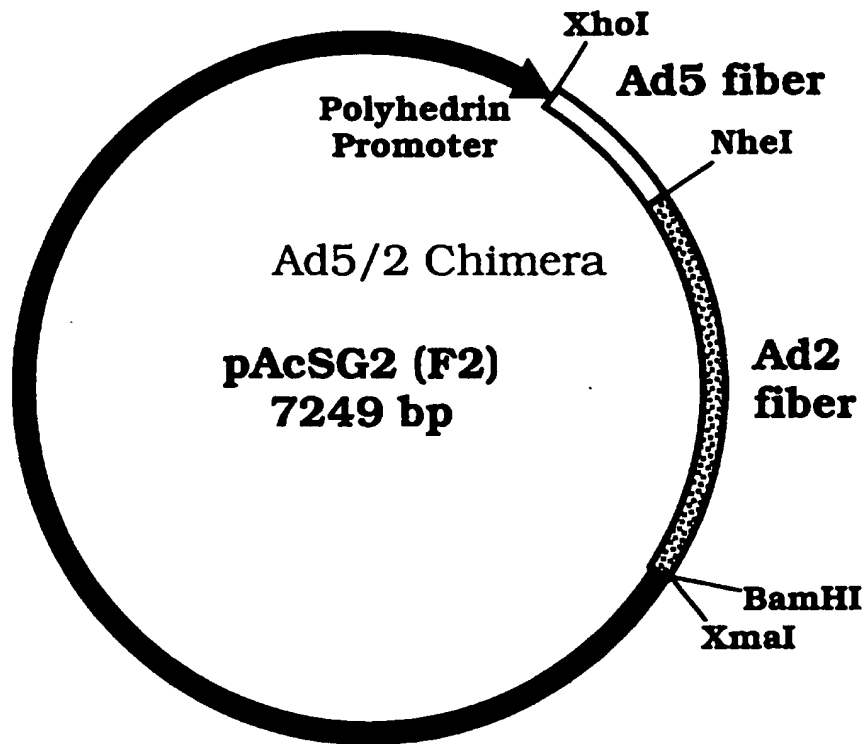 XhoI
Ad5 fiber
Polyhedrin
Promoter
NheI
Ad5/2 Chimera
pAcSG2 (F2)
7249 bp
Ad2
fiber
BamHI
XmaI